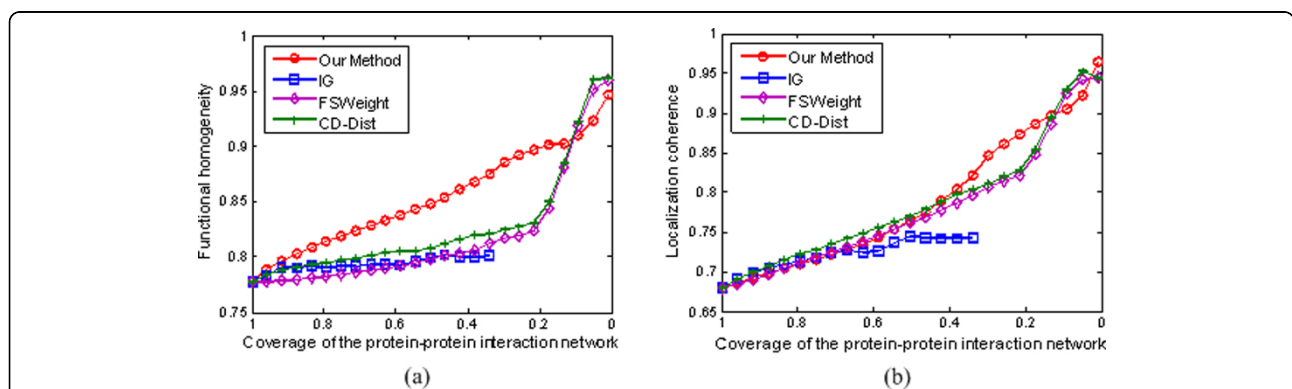 1
0.95
0.9
0.85
0.8
0.75
Functional homogeneity
Our Method
IG
FSWeight
CD-Dist
1 0.8 0.6 0.4 0.2 0
Coverage of the protein-protein interaction network
(a)
1
0.95
0.9
0.85
0.8
0.75
0.7
0.65
Localization coherence
Our Method
IG
FSWeight
CD-Dist
1 0.8 0.6 0.4 0.2 0
Coverage of the protein-protein interaction network
(b)